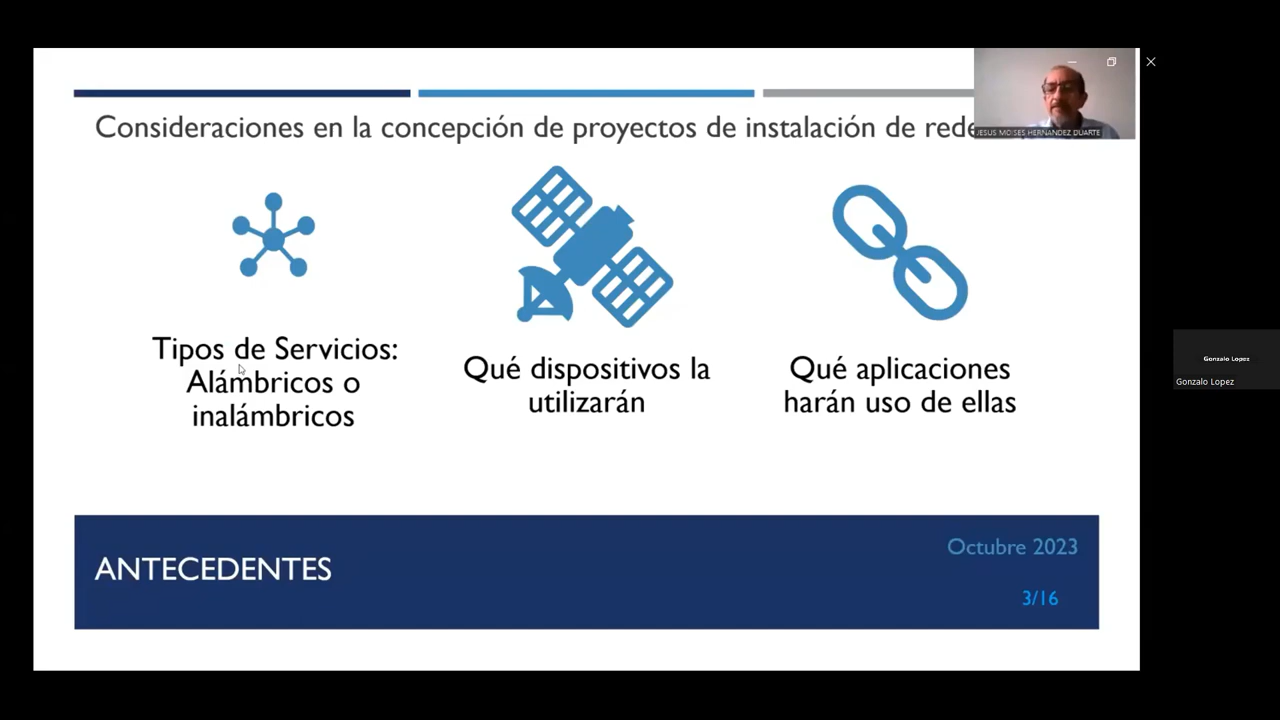 Consideraciones en la concepción de proyectos de instalación de rede
JESUS MOISES HERNANDEZ DUARTE
Tipos de Servicios:
Alámbricos o
inalámbricos
Qué dispositivos la
utilizarán
Qué aplicaciones
harán uso de ellas
Gonzalo Lopez
Gonzalo Lopez
ANTECEDENTES
Octubre 2023
3/16